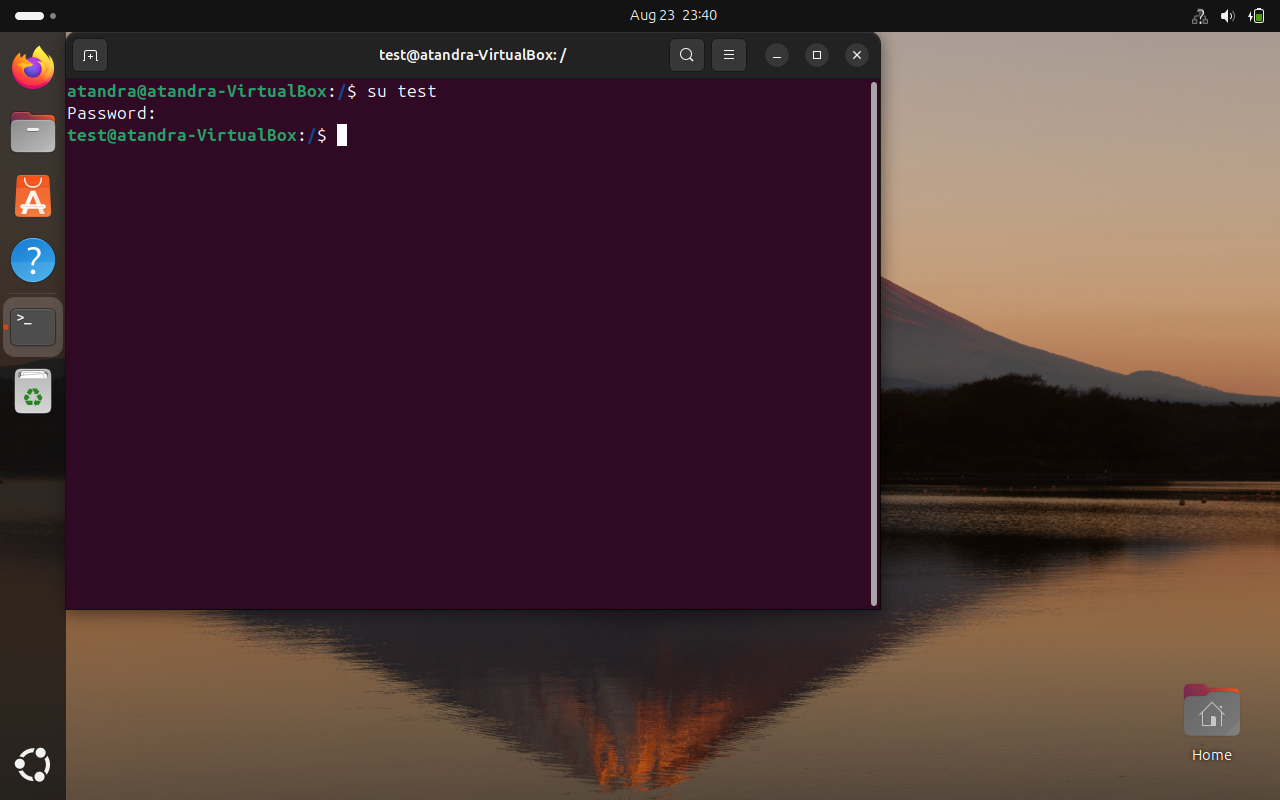 Aug 23 23:40
test@atandra-VirtualBox: /
atandra@atandra-VirtualBox:/$ su test
Password:
test@atandra-VirtualBox:/$
Home